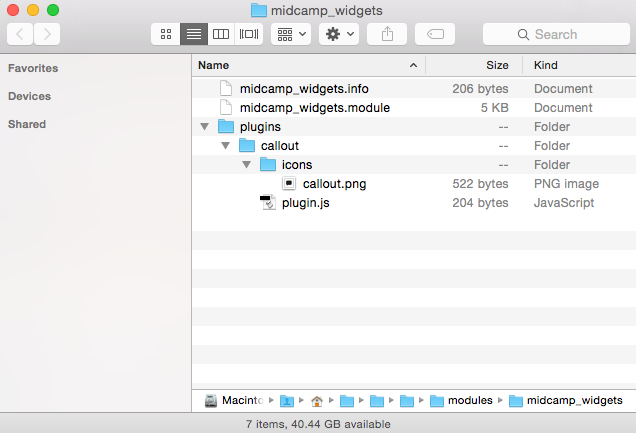 midcamp_widgets
Search
Favorites
Devices
Shared
Name Size Kind
midcamp_widgets.info 206 bytes Document
midcamp_widgets.module 5 KB Document
plugins -- Folder
callout -- Folder
icons -- Folder
callout.png 522 bytes PNG image
plugin.js 204 bytes JavaScript
Macinto modules midcamp_widgets
7 items, 40.44 GB available